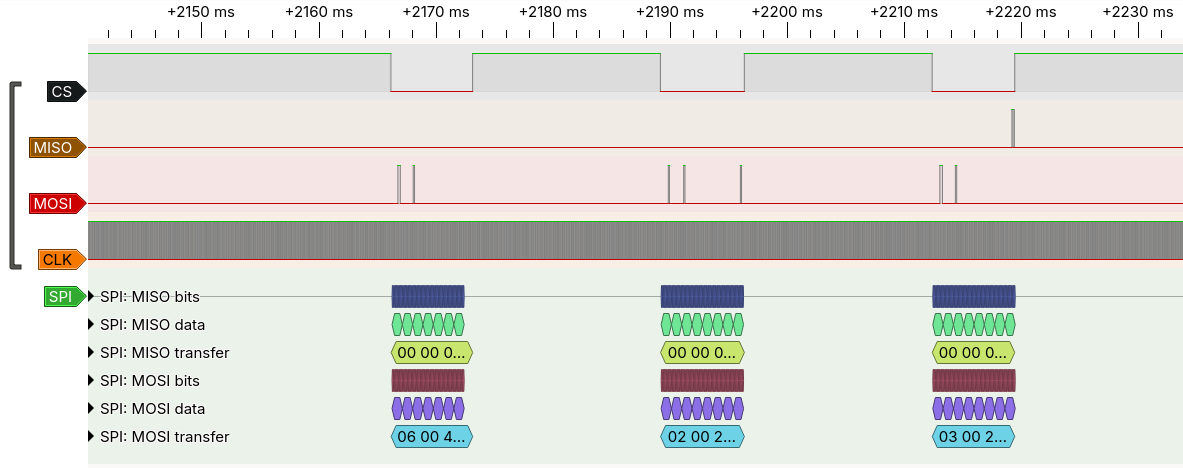 +2150 ms +2160 ms +2170 ms +2180 ms +2190 ms +2200 ms +2210 ms +2220 ms +2230 ms
CS
MISO
MOSI
CLK
SPI SPI: MISO bits
SPI: MISO data
SPI: MISO transfer 00 00 0... 00 00 0... 00 00 0...
SPI: MOSI bits
SPI: MOSI data
SPI: MOSI transfer 06 00 4... 02 00 2... 03 00 2...